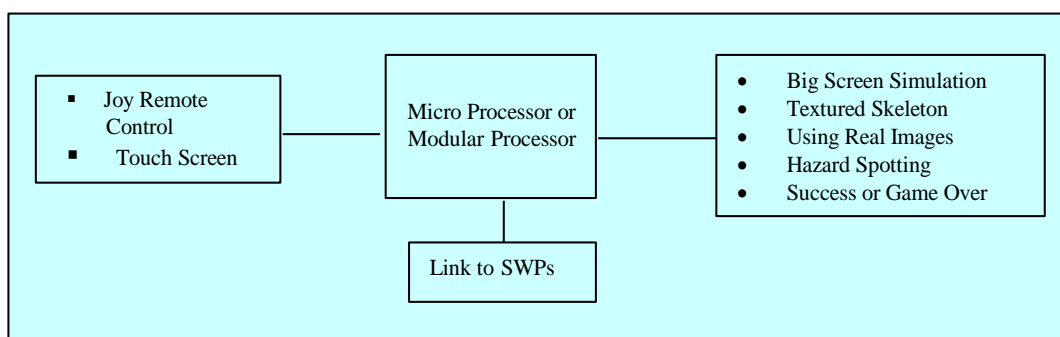 ▪ Joy Remote
Control
▪ Touch Screen
Micro Processor or
Modular Processor
• Big Screen Simulation
• Textured Skeleton
• Using Real Images
• Hazard Spotting
• Success or Game Over
Link to SWPs